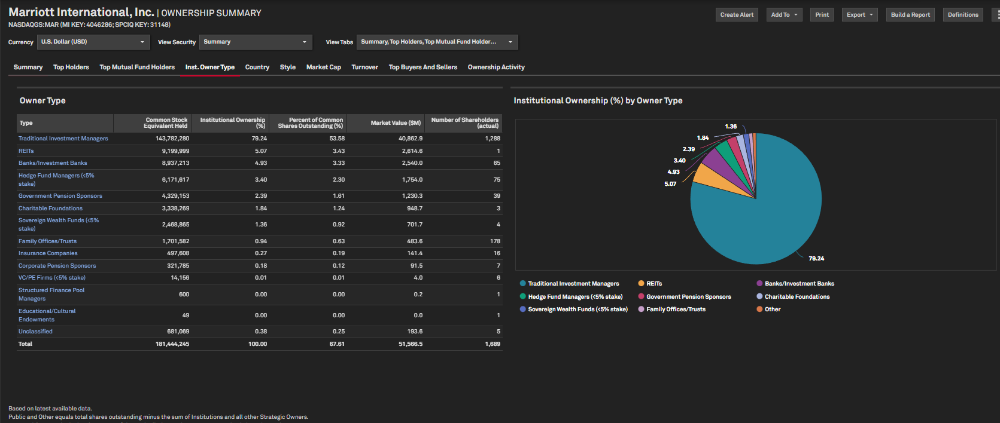 Marriott International, Inc. | OWNERSHIP SUMMARY
NASDAQGS:MAR (MI KEY: 4046286; SPCIQ KEY: 31148)
Create Alert Add To Print Export Build a Report Definitions
Currency U.S. Dollar (USD) View Security Summary View Tabs Summary, Top Holders, Top Mutual Fund Holder...
Summary Top Holders Top Mutual Fund Holders Inst. Owner Type Country Style Market Cap Turnover Top Buyers And Sellers Ownership Activity
Owner Type
Type Common Stock Equivalent Held Institutional Ownership (%) Percent of Common Shares Outstanding (%) Market Value ($M) Number of Shareholders (actual)
Traditional Investment Managers 143,782,280 79.24 53.58 40,862.9 1,288
REITs 9,199,999 5.07 3.43 2,614.6 1
Banks/Investment Banks 8,937,213 4.93 3.33 2,540.0 65
Hedge Fund Managers (<5% stake) 6,171,617 3.40 2.30 1,754.0 75
Government Pension Sponsors 4,329,153 2.39 1.61 1,230.3 39
Charitable Foundations 3,338,269 1.84 1.24 948.7 3
Sovereign Wealth Funds (<5% stake) 2,468,865 1.36 0.92 701.7 4
Family Offices/Trusts 1,701,582 0.94 0.63 483.6 178
Insurance Companies 497,608 0.27 0.19 141.4 16
Corporate Pension Sponsors 321,785 0.18 0.12 91.5 7
VC/PE Firms (<5% stake) 14,156 0.01 0.01 4.0 6
Structured Finance Pool Managers 600 0.00 0.00 0.2 1
Educational/Cultural Endowments 49 0.00 0.00 0.0 1
Unclassified 681,069 0.38 0.25 193.6 5
Total 181,444,245 100.00 67.61 51,566.5 1,689
Institutional Ownership (%) by Owner Type
1.36
1.84
2.39
3.40
4.93
5.07
79.24
Traditional Investment Managers REITs Banks/Investment Banks
Hedge Fund Managers (<5% stake) Government Pension Sponsors Charitable Foundations
Sovereign Wealth Funds (<5% stake) Family Offices/Trusts Other
Based on latest available data.
Public and Other equals total shares outstanding minus the sum of Institutions and all other Strategic Owners.